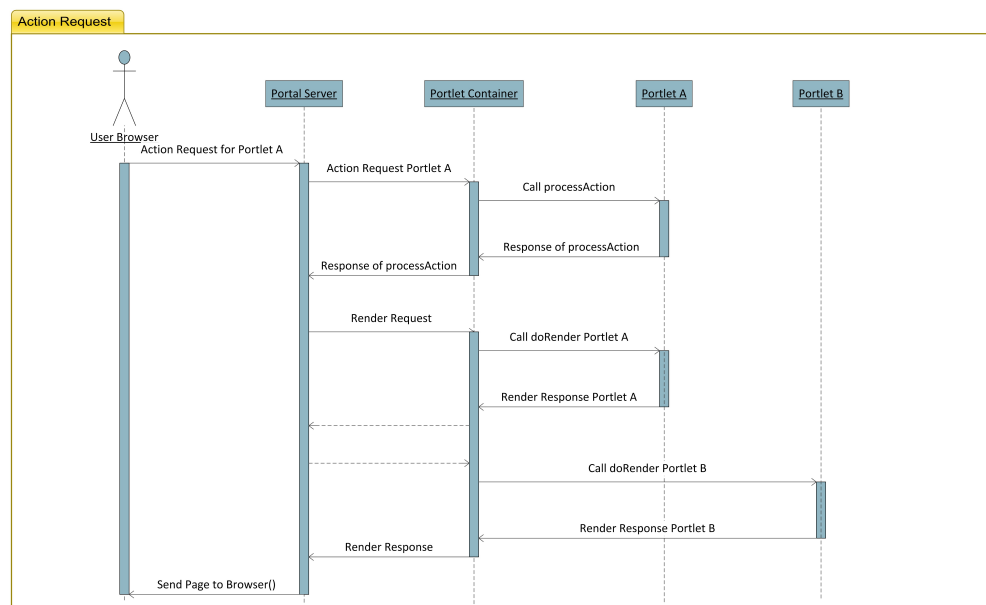 Action Request
Portal Server
Portlet Container
Portlet A
Portlet B
User Browser
Action Request for Portlet A
Action Request Portlet A
Call processAction
Response of processAction
Response of processAction
Render Request
Call doRender Portlet A
Render Response Portlet A
Call doRender Portlet B
Render Response Portlet B
Render Response
Send Page to Browser()